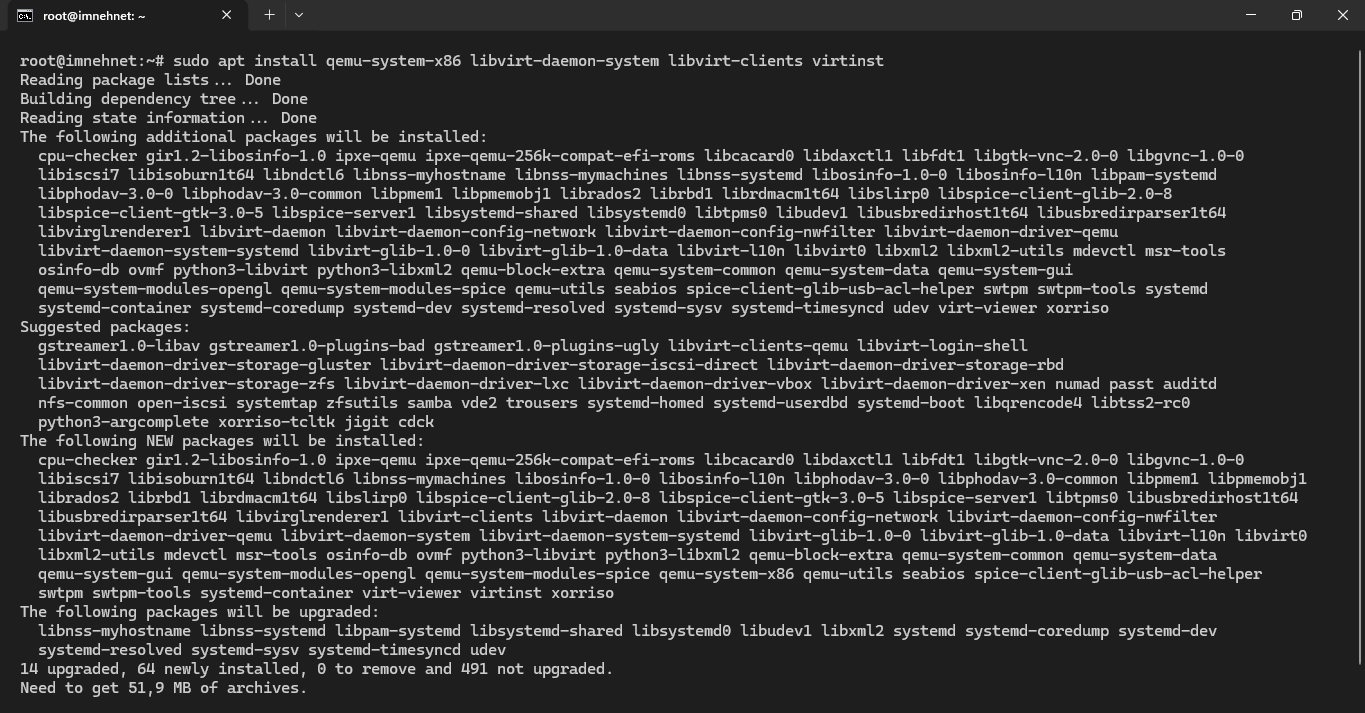 root@imnehnet: ~
root@imnehnet:~# sudo apt install qemu-system-x86 libvirt-daemon-system libvirt-clients virtinst
Reading package lists... Done
Building dependency tree... Done
Reading state information... Done
The following additional packages will be installed:
cpu-checker gir1.2-libosinfo-1.0 ipxe-qemu ipxe-qemu-256k-compat-efi-roms libcacard0 libdaxctl1 libfdt1 libgtk-vnc-2.0-0 libgvnc-1.0-0
libiscsi7 libisoburn1t64 libndctl6 libnss-myhostname libnss-mymachines libnss-systemd libosinfo-1.0-0 libosinfo-l10n libpam-systemd
libphodav-3.0-0 libphodav-3.0-common libpmem1 libpmemobj1 librados2 librbd1 librdmacm1t64 libslirp0 libspice-client-glib-2.0-8
libspice-client-gtk-3.0-5 libspice-server1 libsystemd-shared libsystemd0 libtpms0 libudev1 libusbredirhost1t64 libusbredirparser1t64
libvirglrenderer1 libvirt-daemon libvirt-daemon-config-network libvirt-daemon-config-nwfilter libvirt-daemon-driver-qemu
libvirt-daemon-system-systemd libvirt-glib-1.0-0 libvirt-glib-1.0-data libvirt-l10n libvirt0 libxml2 libxml2-utils mdevctl msr-tools
osinfo-db ovmf python3-libvirt python3-libxml2 qemu-block-extra qemu-system-common qemu-system-data qemu-system-gui
qemu-system-modules-opengl qemu-system-modules-spice qemu-utils seabios spice-client-glib-usb-acl-helper swtpm swtpm-tools systemd
systemd-container systemd-coredump systemd-dev systemd-resolved systemd-sysv systemd-timesyncd udev virt-viewer xorriso
Suggested packages:
gstreamer1.0-libav gstreamer1.0-plugins-bad gstreamer1.0-plugins-ugly libvirt-clients-qemu libvirt-login-shell
libvirt-daemon-driver-storage-gluster libvirt-daemon-driver-storage-iscsi-direct libvirt-daemon-driver-storage-rbd
libvirt-daemon-driver-storage-zfs libvirt-daemon-driver-lxc libvirt-daemon-driver-vbox libvirt-daemon-driver-xen numad passt auditd
nfs-common open-iscsi systemtap zfsutils samba vde2 trousers systemd-homed systemd-userdbd systemd-boot libqrencode4 libtss2-rc0
python3-argcomplete xorriso-tcltk jigit cdck
The following NEW packages will be installed:
cpu-checker gir1.2-libosinfo-1.0 ipxe-qemu ipxe-qemu-256k-compat-efi-roms libcacard0 libdaxctl1 libfdt1 libgtk-vnc-2.0-0 libgvnc-1.0-0
libiscsi7 libisoburn1t64 libndctl6 libnss-mymachines libosinfo-1.0-0 libosinfo-l10n libphodav-3.0-0 libphodav-3.0-common libpmem1 libpmemobj1
librados2 librbd1 librdmacm1t64 libslirp0 libspice-client-glib-2.0-8 libspice-client-gtk-3.0-5 libspice-server1 libtpms0 libusbredirhost1t64
libusbredirparser1t64 libvirglrenderer1 libvirt-clients libvirt-daemon libvirt-daemon-config-network libvirt-daemon-config-nwfilter
libvirt-daemon-driver-qemu libvirt-daemon-system libvirt-daemon-system-systemd libvirt-glib-1.0-0 libvirt-glib-1.0-data libvirt-l10n libvirt0
libxml2-utils mdevctl msr-tools osinfo-db ovmf python3-libvirt python3-libxml2 qemu-block-extra qemu-system-common qemu-system-data
qemu-system-gui qemu-system-modules-opengl qemu-system-modules-spice qemu-system-x86 qemu-utils seabios spice-client-glib-usb-acl-helper
swtpm swtpm-tools systemd-container virt-viewer virtinst xorriso
The following packages will be upgraded:
libnss-myhostname libnss-systemd libpam-systemd libsystemd-shared libsystemd0 libudev1 libxml2 systemd systemd-coredump systemd-dev
systemd-resolved systemd-sysv systemd-timesyncd udev
14 upgraded, 64 newly installed, 0 to remove and 491 not upgraded.
Need to get 51,9 MB of archives.